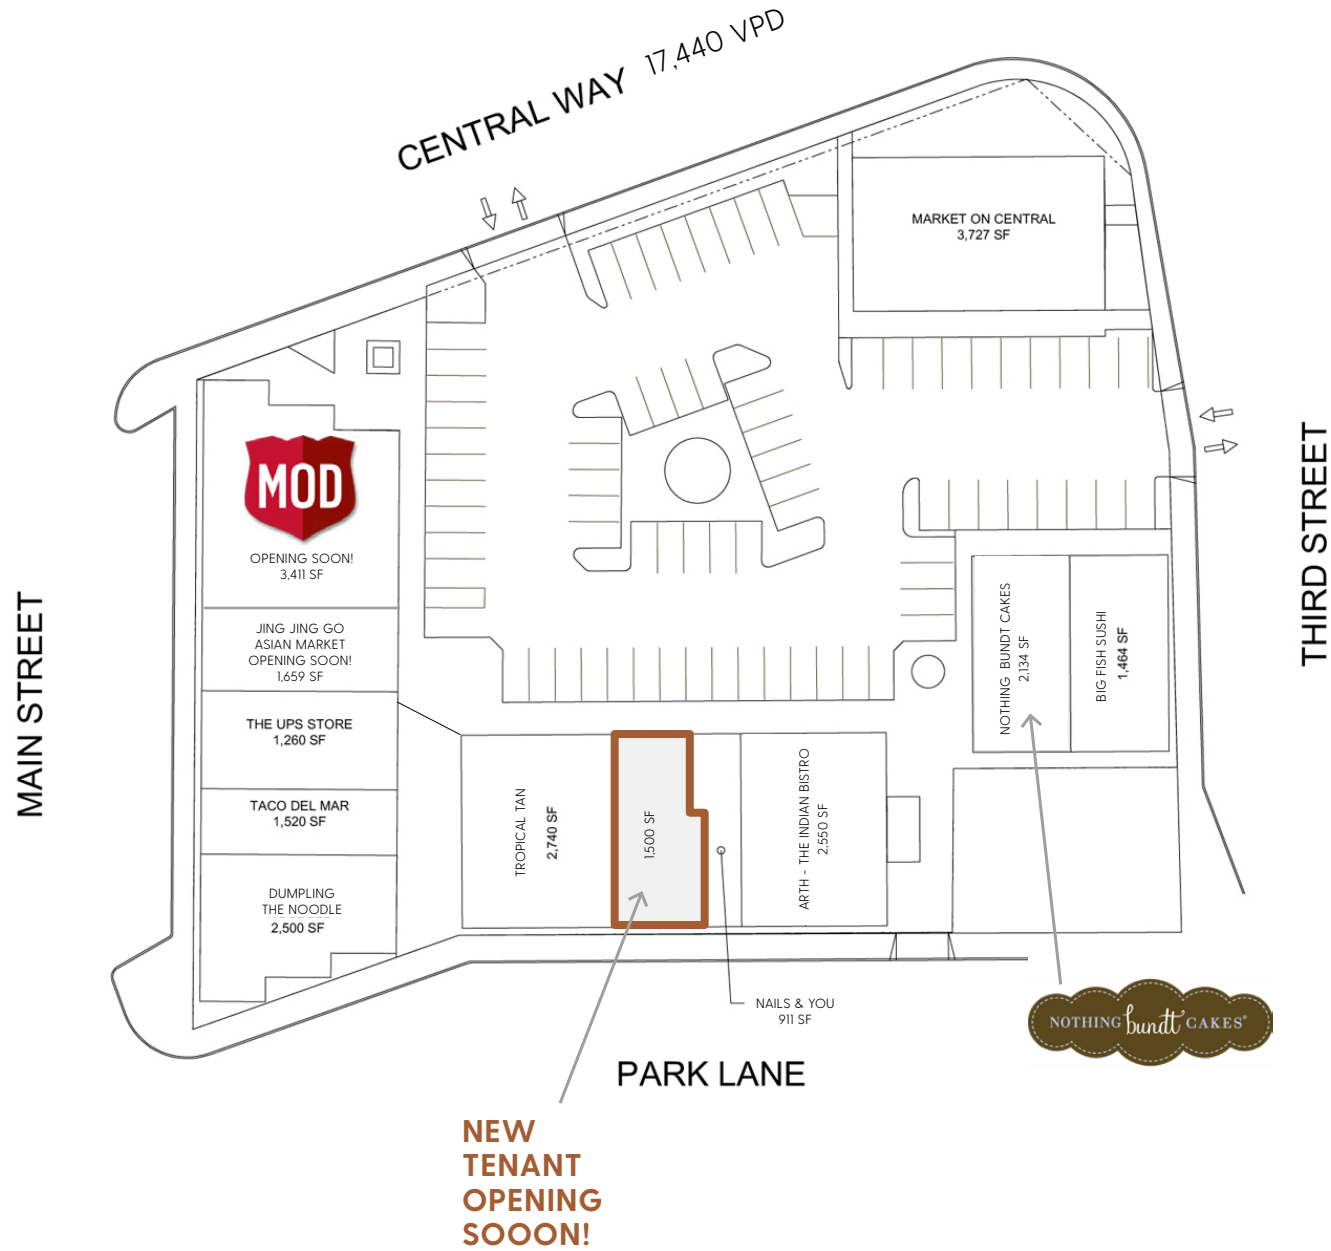 CENTRAL WAY 17,440 VPD
MARKET ON CENTRAL
3,727 SF
MOD
OPENING SOON!
3,411 SF
JING JING GO
ASIAN MARKET
OPENING SOON!
1,659 SF
THE UPS STORE
1,260 SF
TACO DEL MAR
1,520 SF
DUMPLING
THE NOODLE
2,500 SF
MAIN STREET
THIRD STREET
NOTHING BUNDT CAKES
2,134 SF
BIG FISH SUSHI
1,464 SF
TROPICAL TAN
2,740 SF
1,500 SF
ARTH - THE INDIAN BISTRO
2,550 SF
NAILS & YOU
911 SF
NOTHING bundt CAKES®
PARK LANE
NEW
TENANT
OPENING
SOOON!